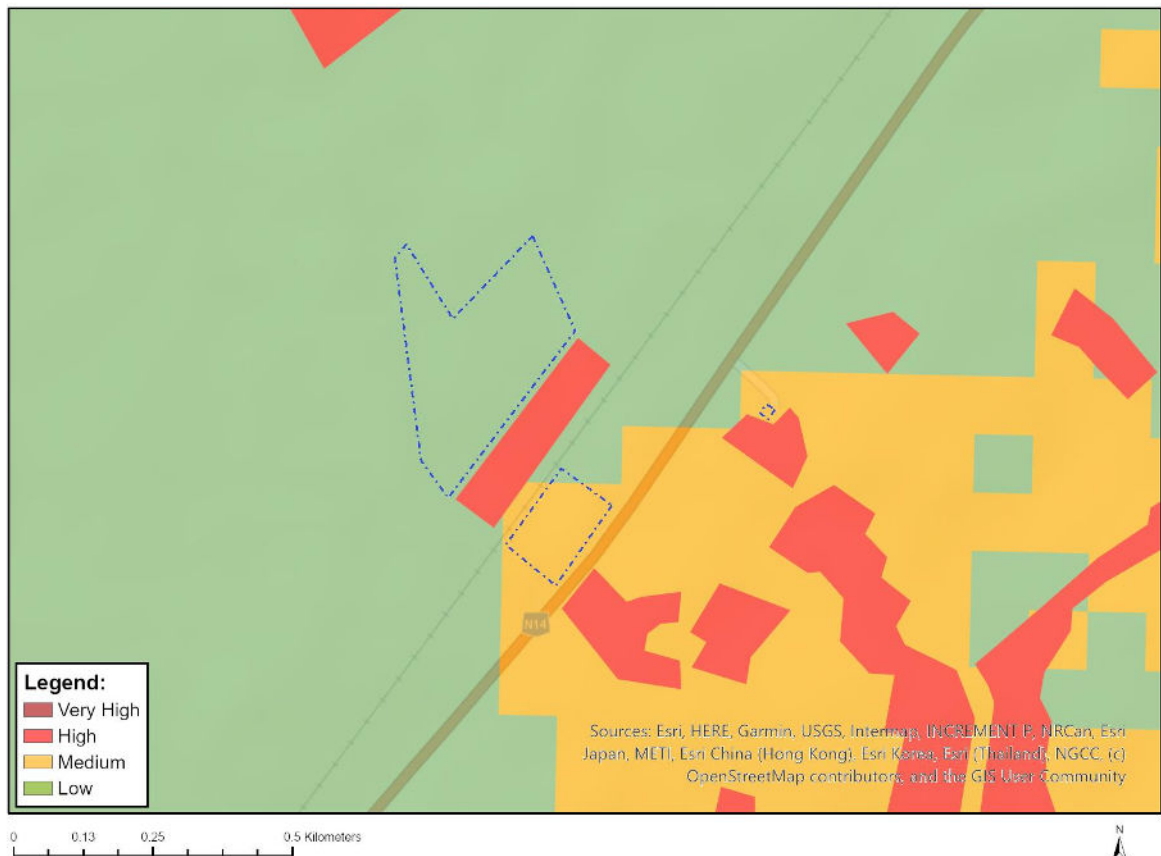 N14
Legend:
Very High
High
Medium
Low
Sources: Esri, HERE, Garmin, USGS, Intermap, INCREMENT P, NRCan, Esri
Japan, METI, Esri China (Hong Kong), Esri Korea, Esri (Thailand), NGCC, (c)
OpenStreetMap contributors, and the GIS User Community
0 0.13 0.25 0.5 Kilometers
N